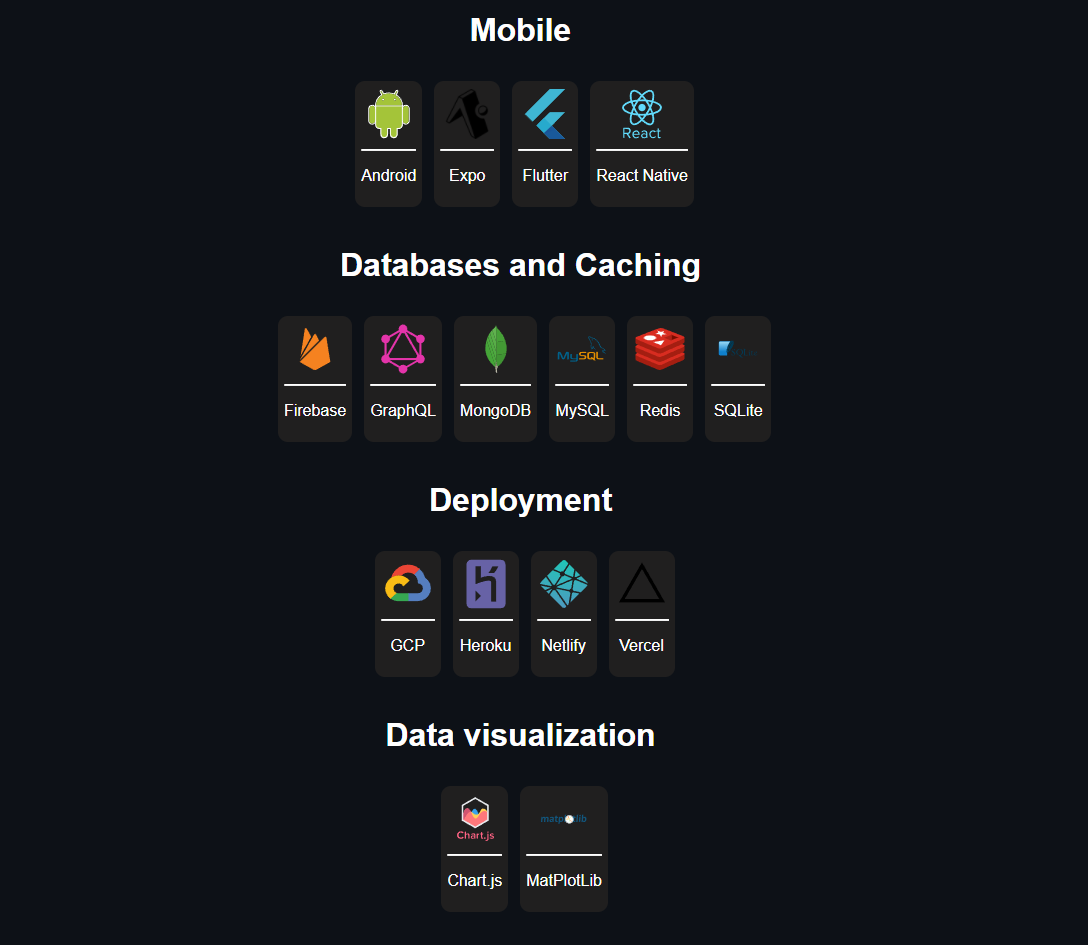 Mobile
React
Android Expo Flutter React Native
Databases and Caching
MySQL SQLite
Firebase GraphQL MongoDB MySQL Redis SQLite
Deployment
GCP Heroku Netlify Vercel
Data visualization
Chart.js matplotlib
Chart.js MatPlotLib